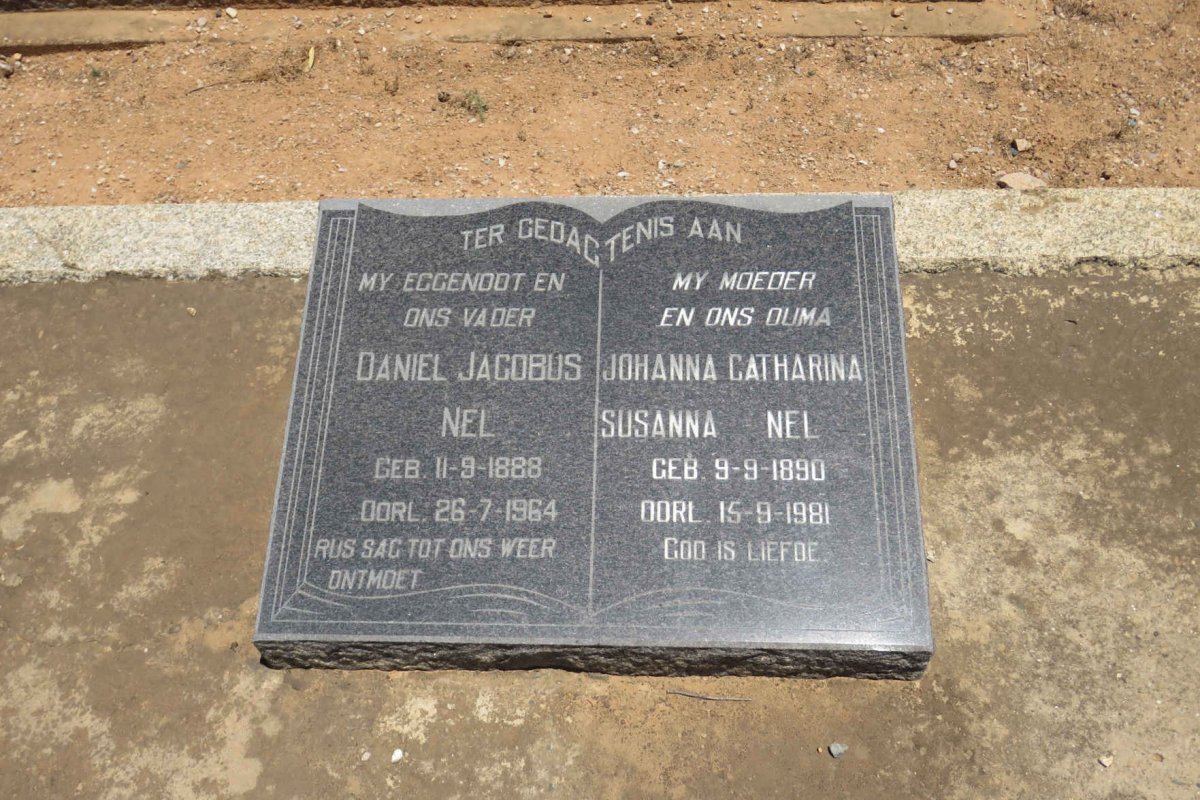 TER GEDAGTENIS AAN
MY EGGENOOT EN
ONS VADER
DANIEL JACOBUS
NEL
GEB. 11-9-1888
OORL. 26-7-1964
RUS SAG TOT ONS WEER
ONTMOET
MY MOEDER
EN ONS OUMA
JOHANNA CATHARINA
SUSANNA NEL
GEB. 9-9-1890
OORL. 15-9-1981
GOD IS LIEFDE